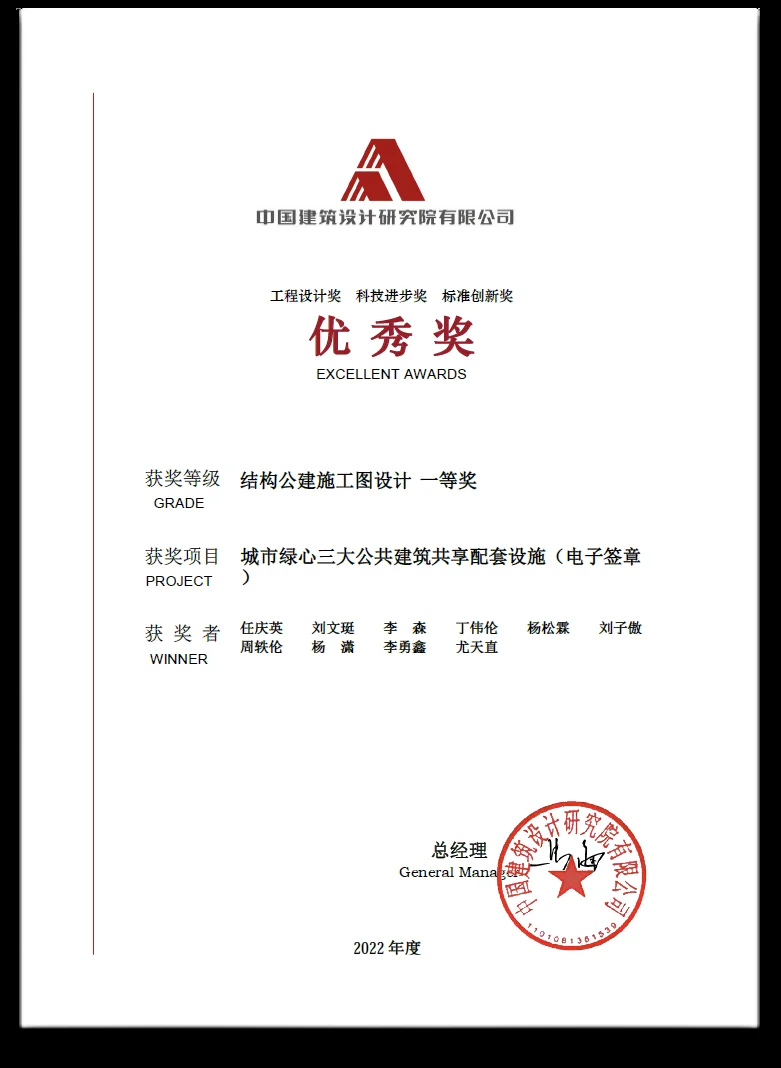 中国建筑设计研究院有限公司
工程设计奖 科技进步奖 标准创新奖
优秀奖
EXCELLENT AWARDS
获奖等级 结构公建施工图设计 一等奖
GRADE
获奖项目 城市绿心三大公共建筑共享配套设施（电子签章
PROJECT ）
获奖者 任庆英 刘文珽 李 森 丁伟伦 杨松霖 刘子傲
周轶伦 杨 潇 李勇鑫 尤天直
WINNER
中国建筑设计研究院有限公司
总经理
General Manager
2022 年度